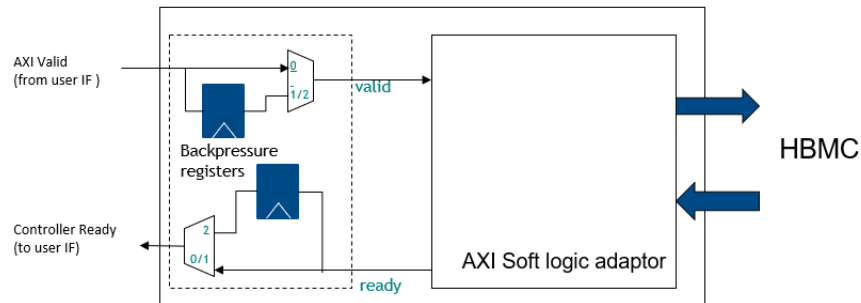 AXI Valid
(from user IF )
0
-
1/2
valid
Backpressure
registers
HBMC
Controller Ready
(to user IF)
2
0/1
ready
AXI Soft logic adaptor